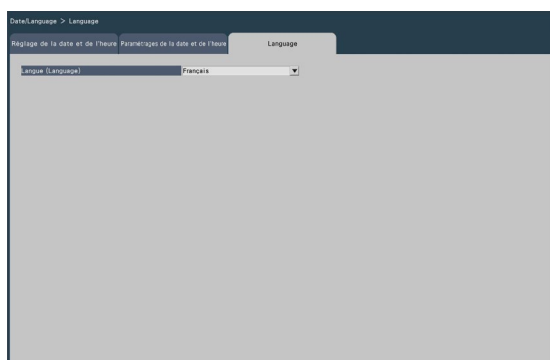 Date/Language > Language
Réglage de la date et de l'heure
Paramétrages de la date et de l'heure
Language
Langue (Language)
Français